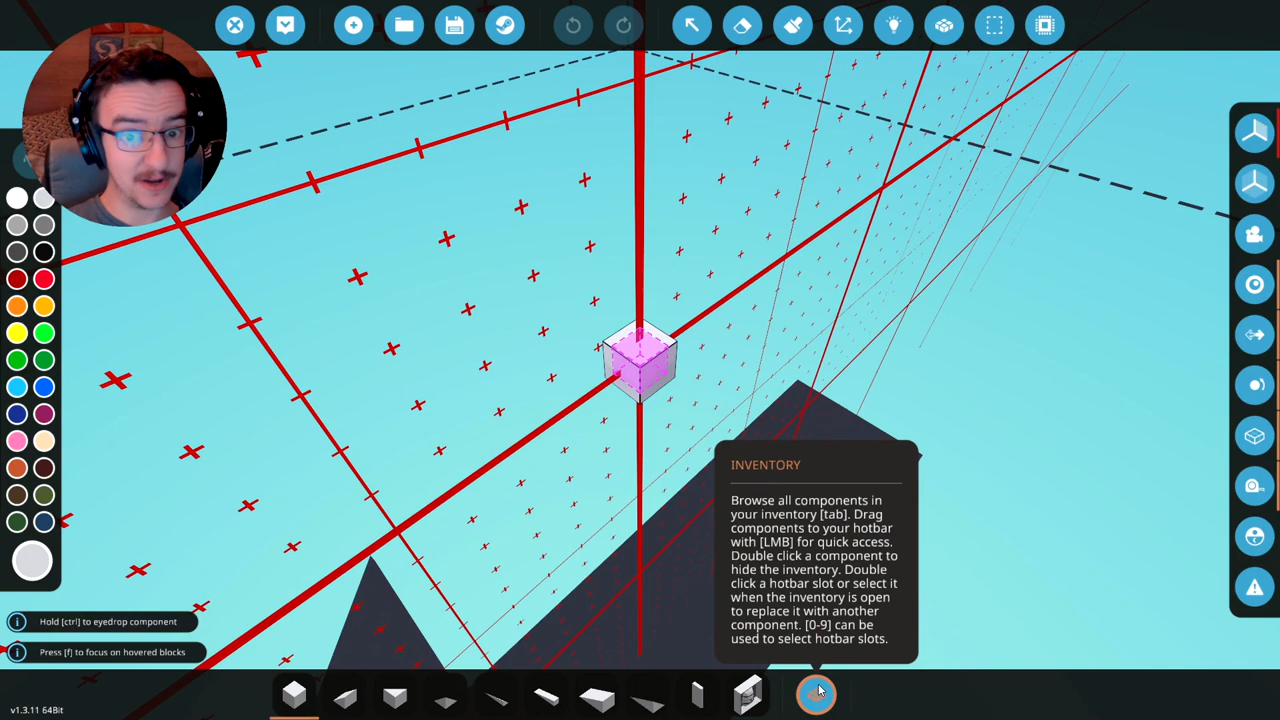 INVENTORY
Browse all components in
your inventory [tab]. Drag
components to your hotbar
with [LMB] for quick access.
Double click a component to
hide the inventory. Double
click a hotbar slot or select it
when the inventory is open
to replace it with another
component. [0-9] can be
used to select hotbar slots.
Hold [ctrl] to eyedrop component
Press [f] to focus on hovered blocks
v1.3.11 64Bit